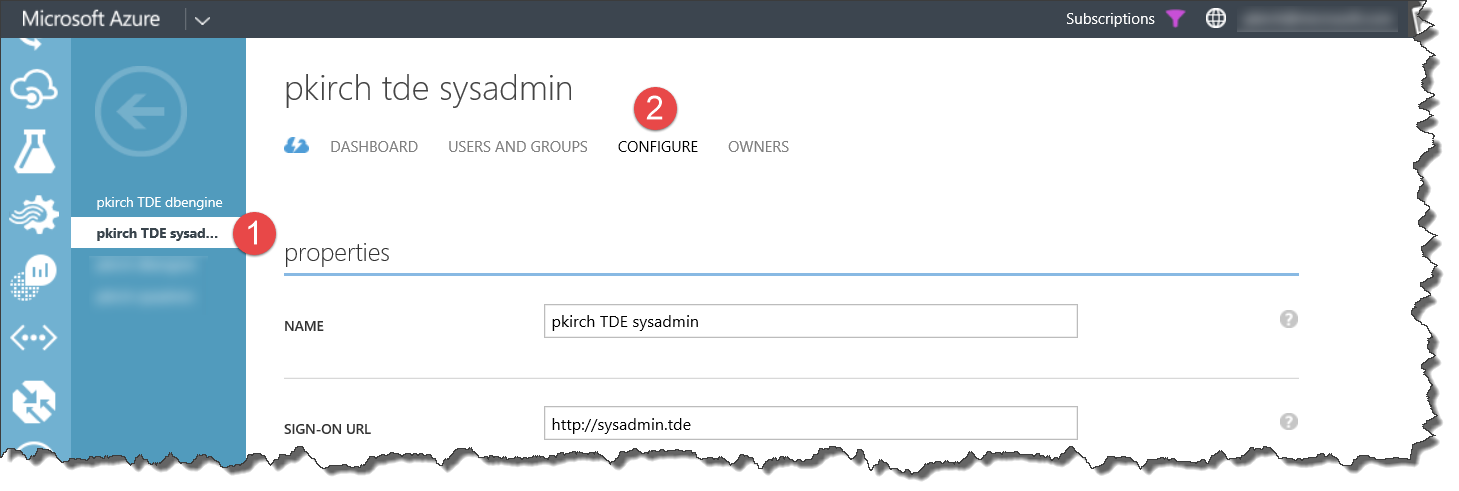 Microsoft Azure
Subscriptions
pkirch tde sysadmin
2
DASHBOARD USERS AND GROUPS CONFIGURE OWNERS
pkirch TDE dbengine
pkirch TDE sysad...
1
properties
NAME
pkirch TDE sysadmin
?
SIGN-ON URL
http://sysadmin.tde
?